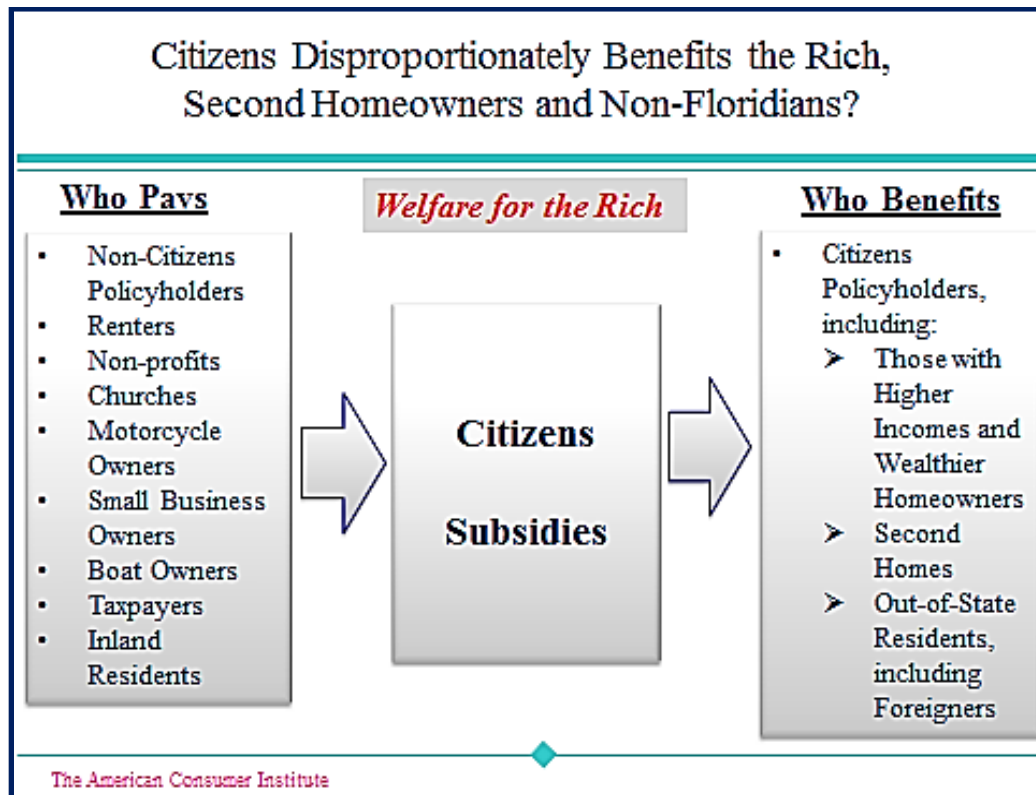 Citizens Disproportionately Benefits the Rich,
Second Homeowners and Non-Floridians?
Who Pays
▪ Non-Citizens
Policyholders
▪ Renters
▪ Non-profits
▪ Churches
▪ Motorcycle
Owners
▪ Small Business
Owners
▪ Boat Owners
▪ Taxpayers
▪ Inland
Residents
Welfare for the Rich
Citizens
Subsidies
Who Benefits
▪ Citizens
Policyholders,
including:
➢ Those with
Higher
Incomes and
Wealthier
Homeowners
➢ Second
Homes
➢ Out-of-State
Residents,
including
Foreigners
The American Consumer Institute